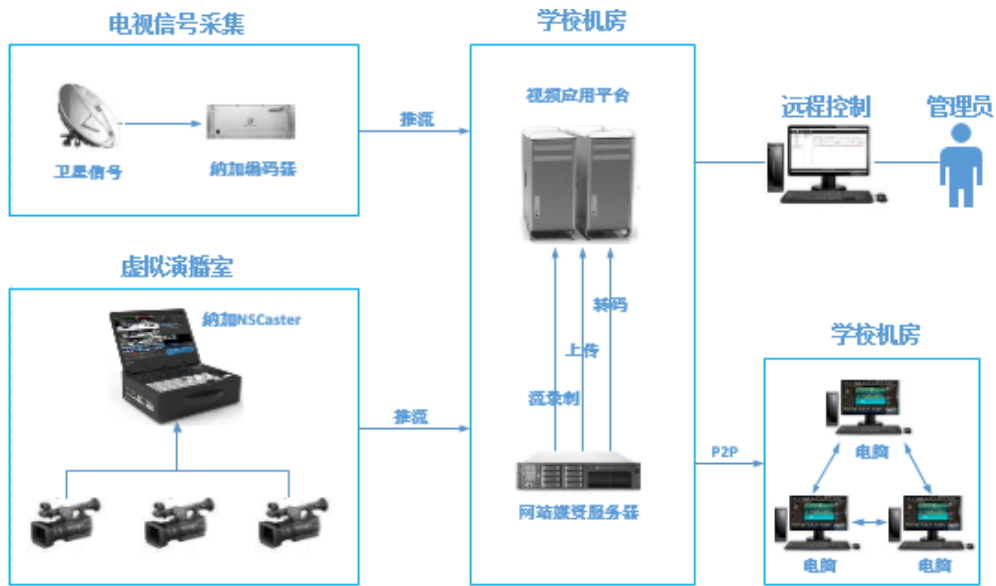 电视信号采集
卫星信号
纳加编码器
推流
虚拟演播室
纳加NSCaster
推流
学校机房
视频应用平台
转码
上传
流录制
网站媒资服务器
远程控制
管理员
P2P
学校机房
电脑
电脑
电脑